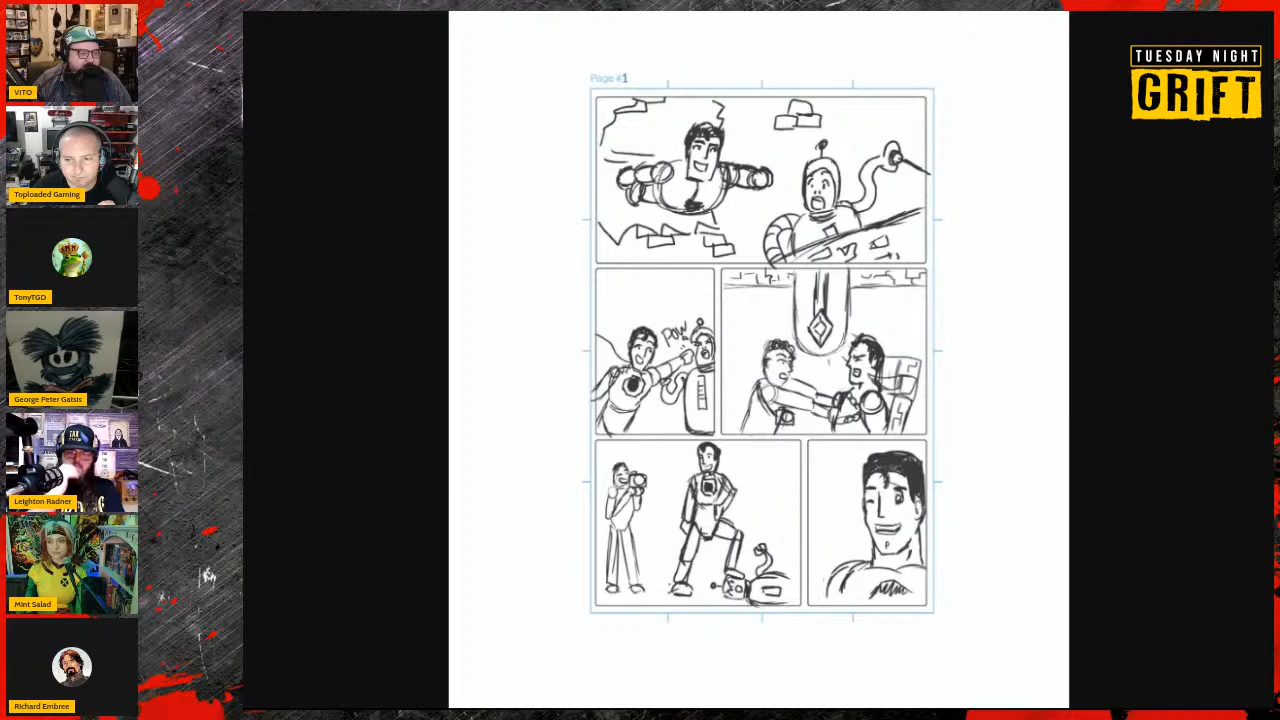 VITO
Toploaded Gaming
TonyTGD
George Peter Gatsis
Leighton Radner
Mint Salad
Richard Embree
Page #1
POW
TUESDAY NIGHT
GRIFT